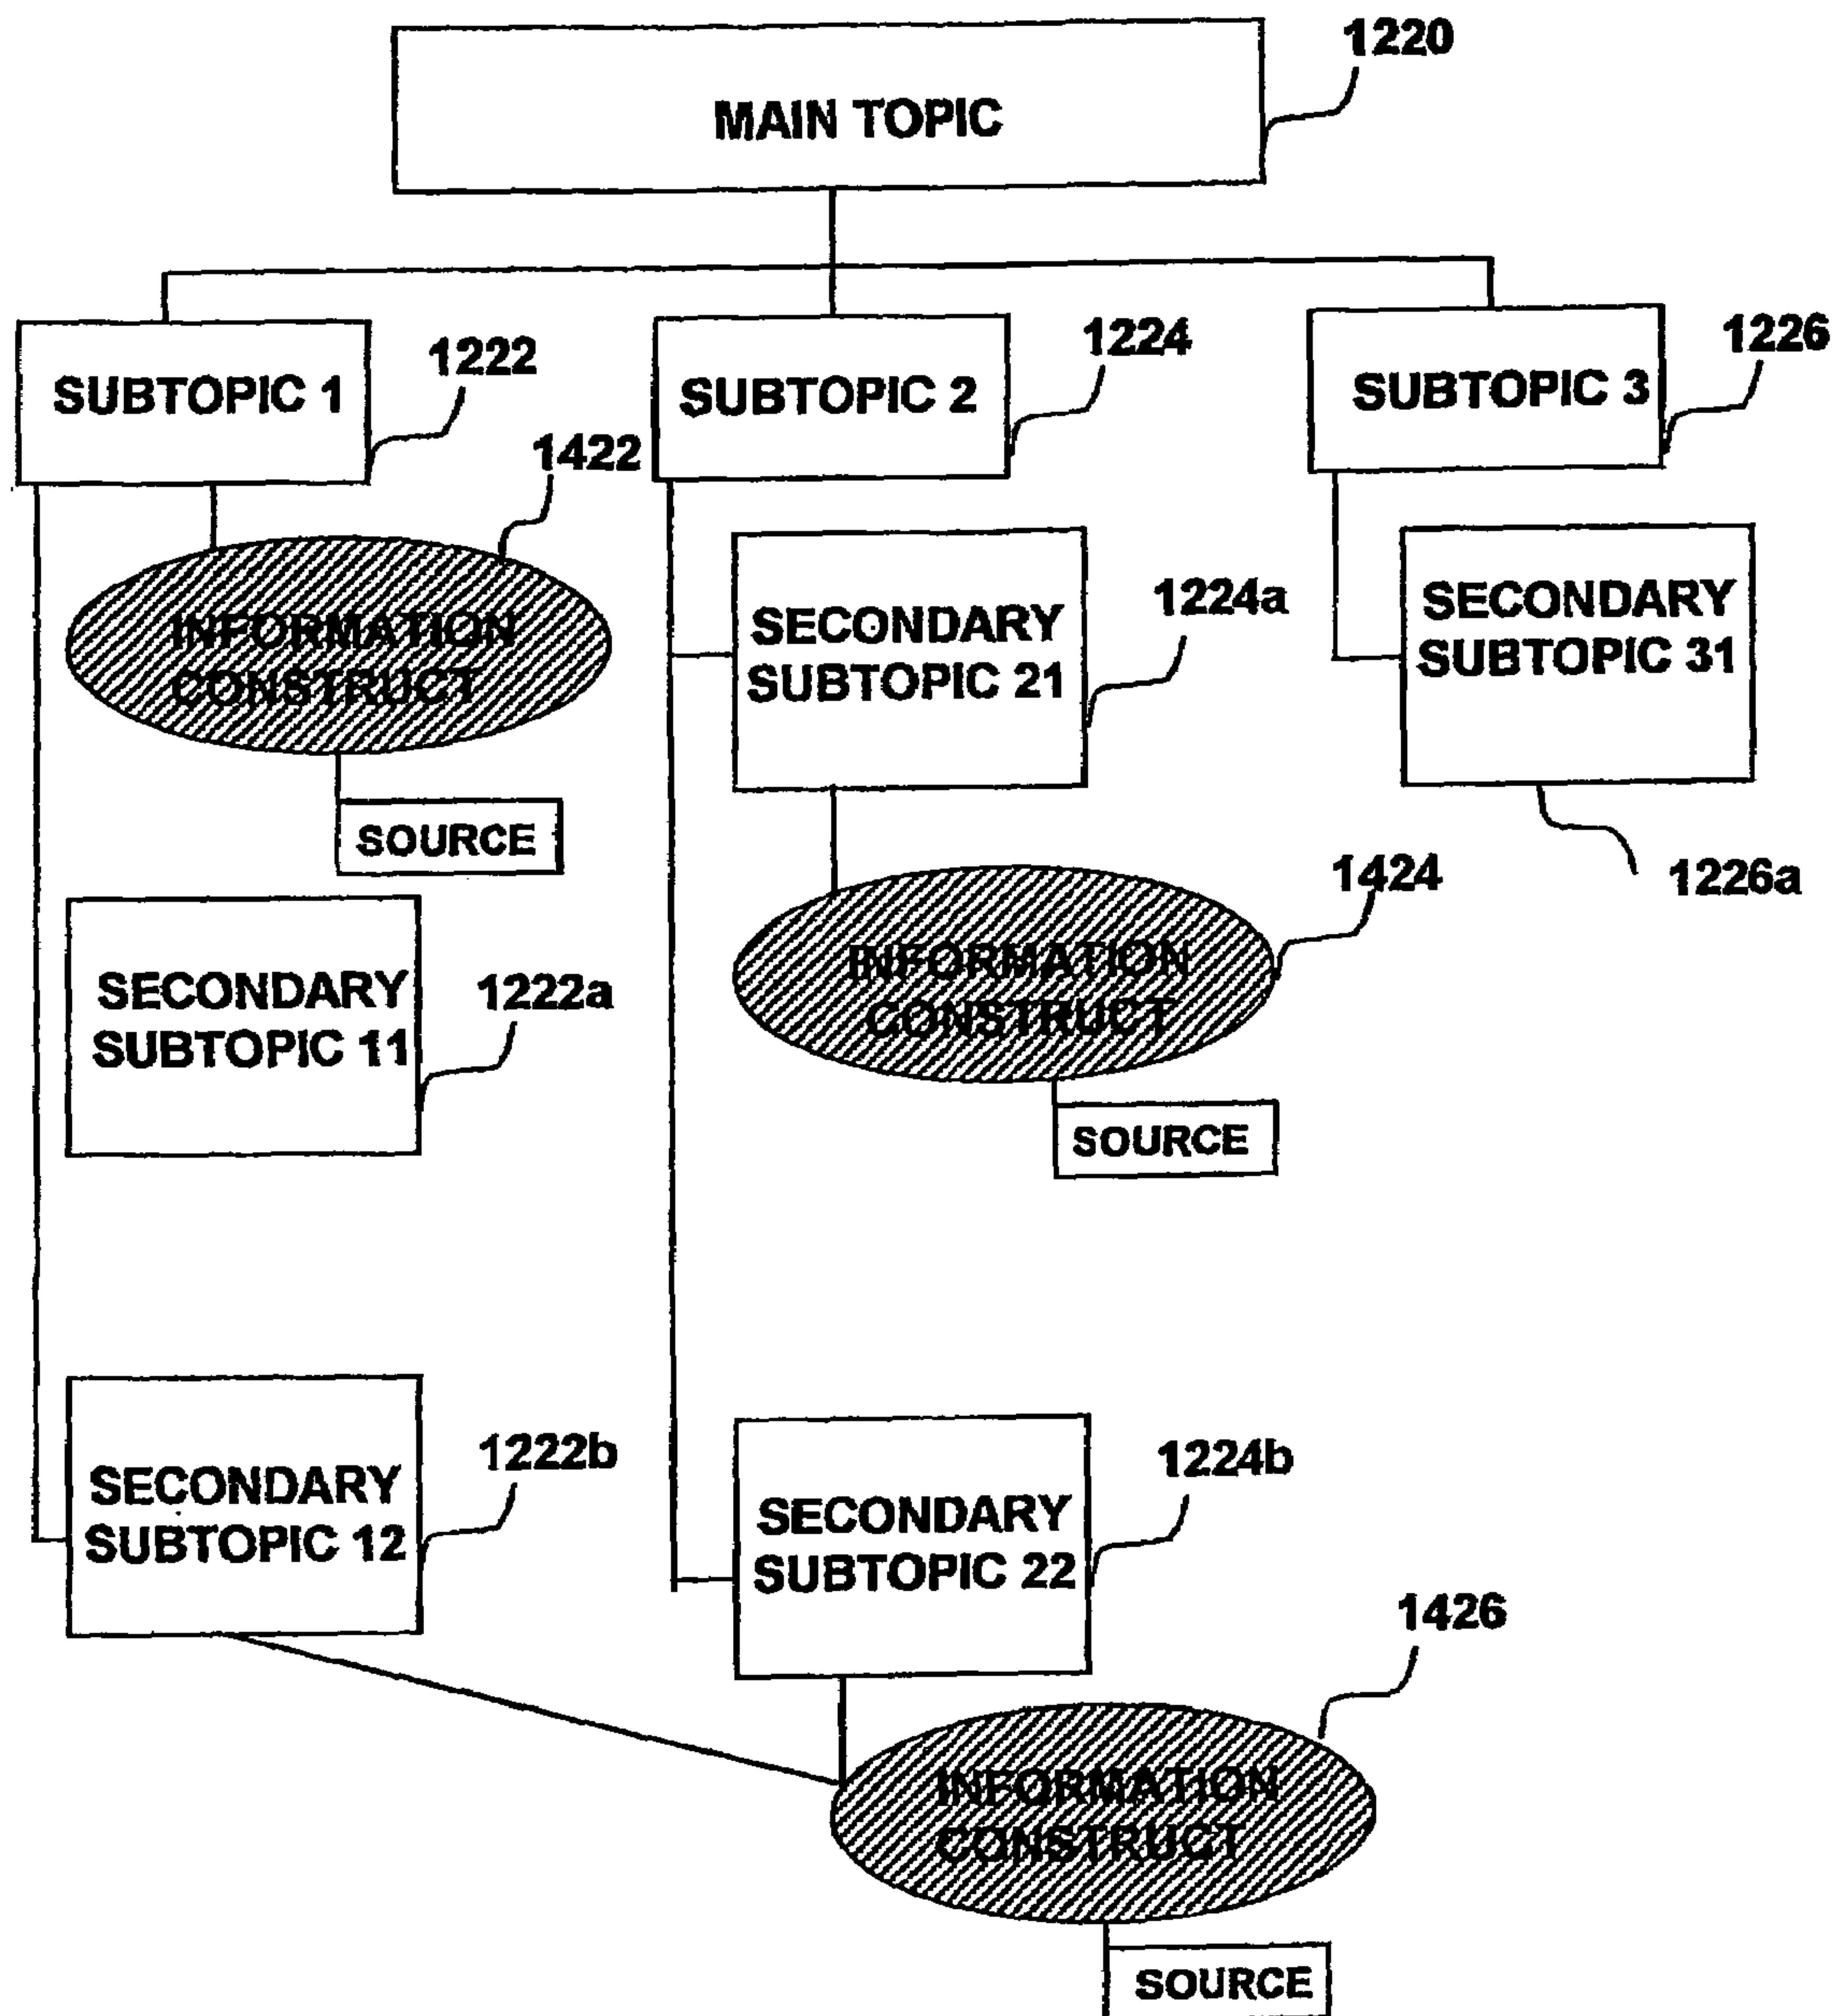 1220
MAIN TOPIC
SUBTOPIC 1
1222
SUBTOPIC 2
1224
SUBTOPIC 3
1226
1422
INFORMATION
CONSTRUCT
SOURCE
SECONDARY
SUBTOPIC 11
1222a
SECONDARY
SUBTOPIC 12
1222b
SECONDARY
SUBTOPIC 21
1224a
1424
INFORMATION
CONSTRUCT
SOURCE
SECONDARY
SUBTOPIC 22
1224b
1426
INFORMATION
CONSTRUCT
SOURCE
SECONDARY
SUBTOPIC 31
1226a